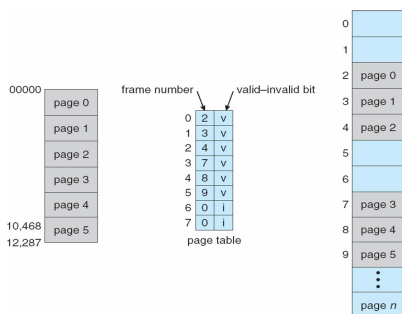 00000
page 0
page 1
page 2
page 3
page 4
page 5
10,468
12,287
frame number
valid–invalid bit
0 2 v
1 3 v
2 4 v
3 7 v
4 8 v
5 9 v
6 0 i
7 0 i
page table
0
1
2 page 0
3 page 1
4 page 2
5
6
7 page 3
8 page 4
9 page 5
page n